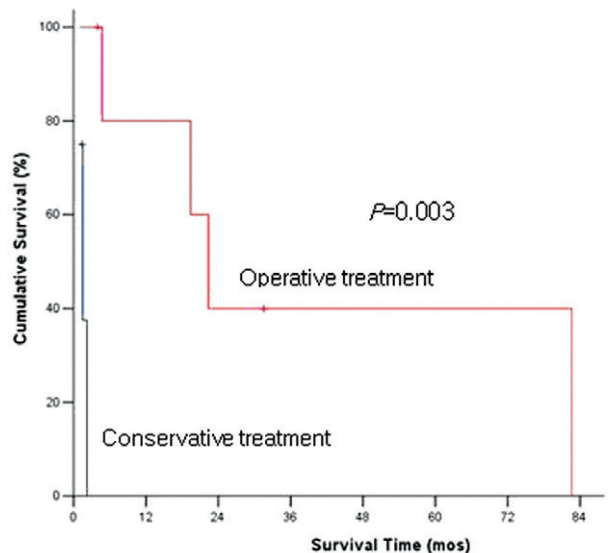 100
80
60
40
20
0
Cumulative Survival (%)
P=0.003
Operative treatment
Conservative treatment
0 12 24 36 48 60 72 84
Survival Time (mos)